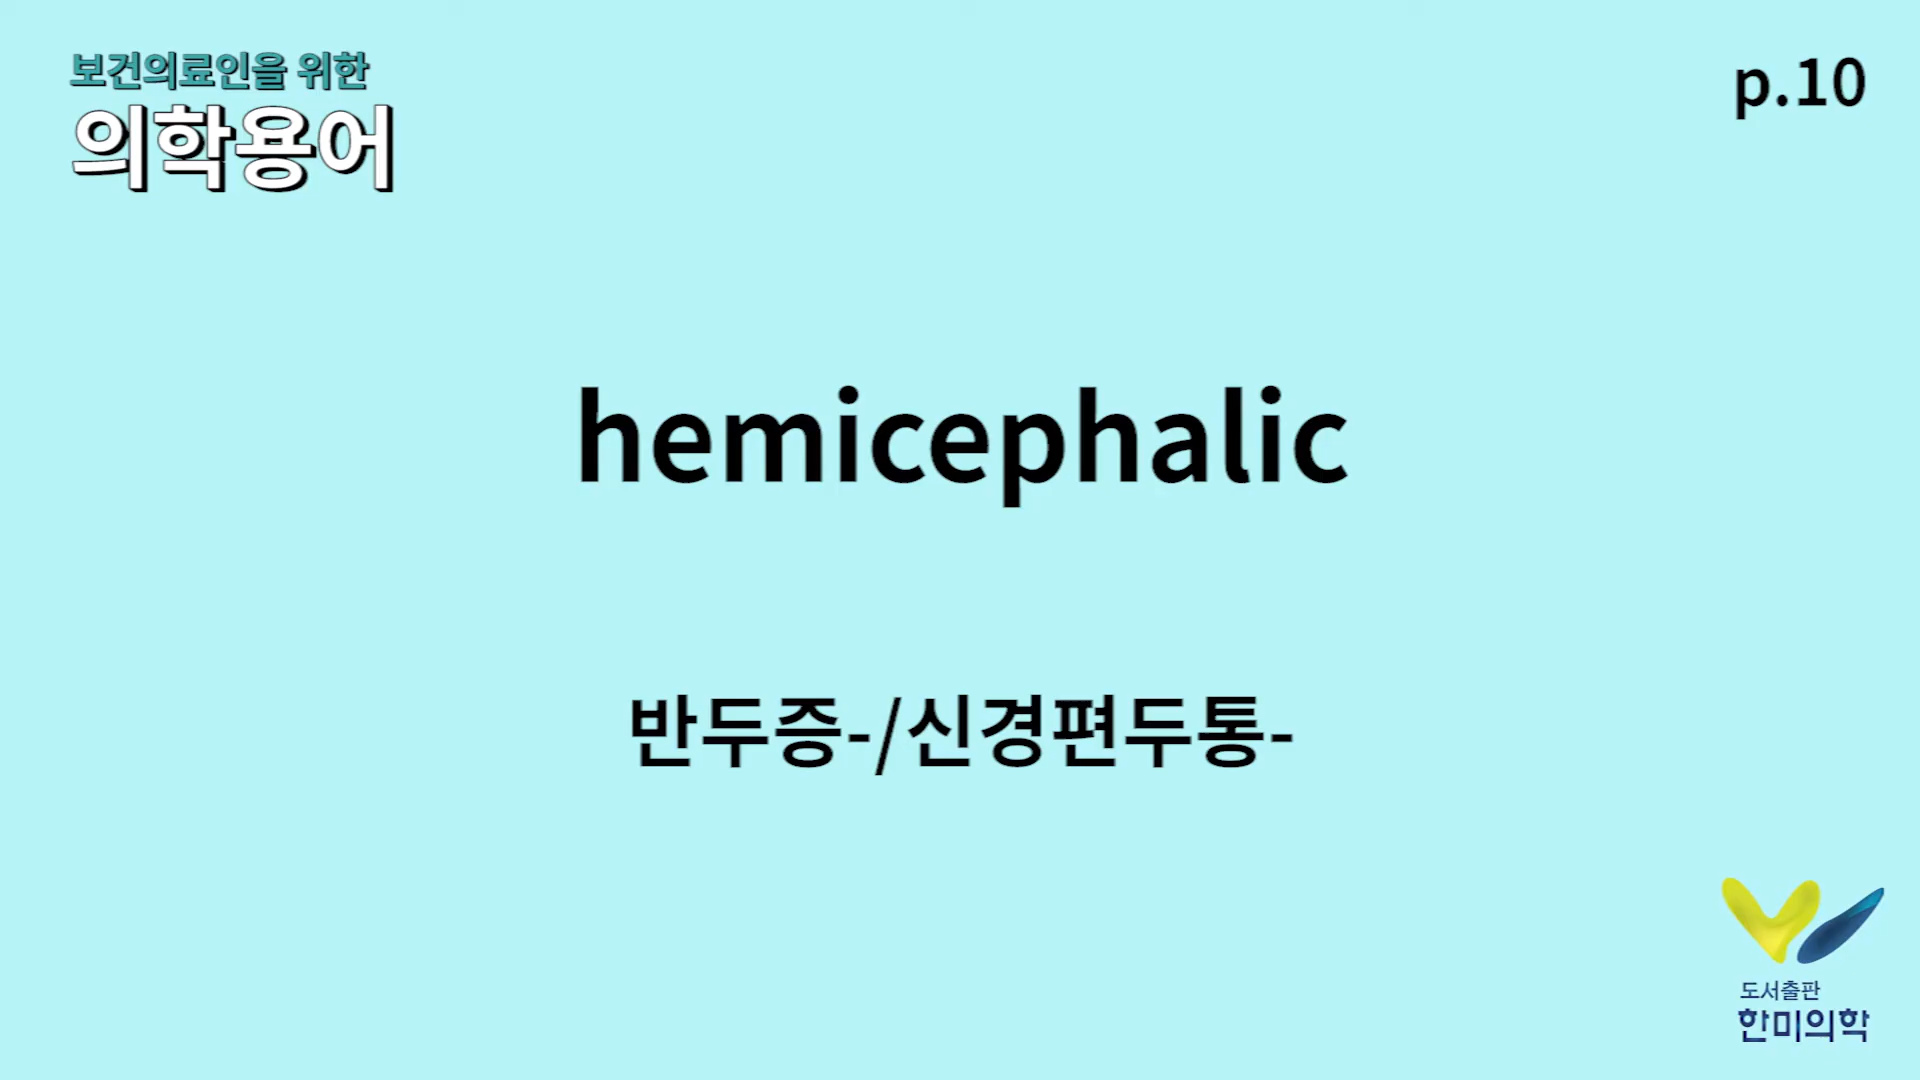 보건의료인을 위한
의학용어
p.10
hemicephalic
반두증-/신경편두통-
도서출판
한미의학